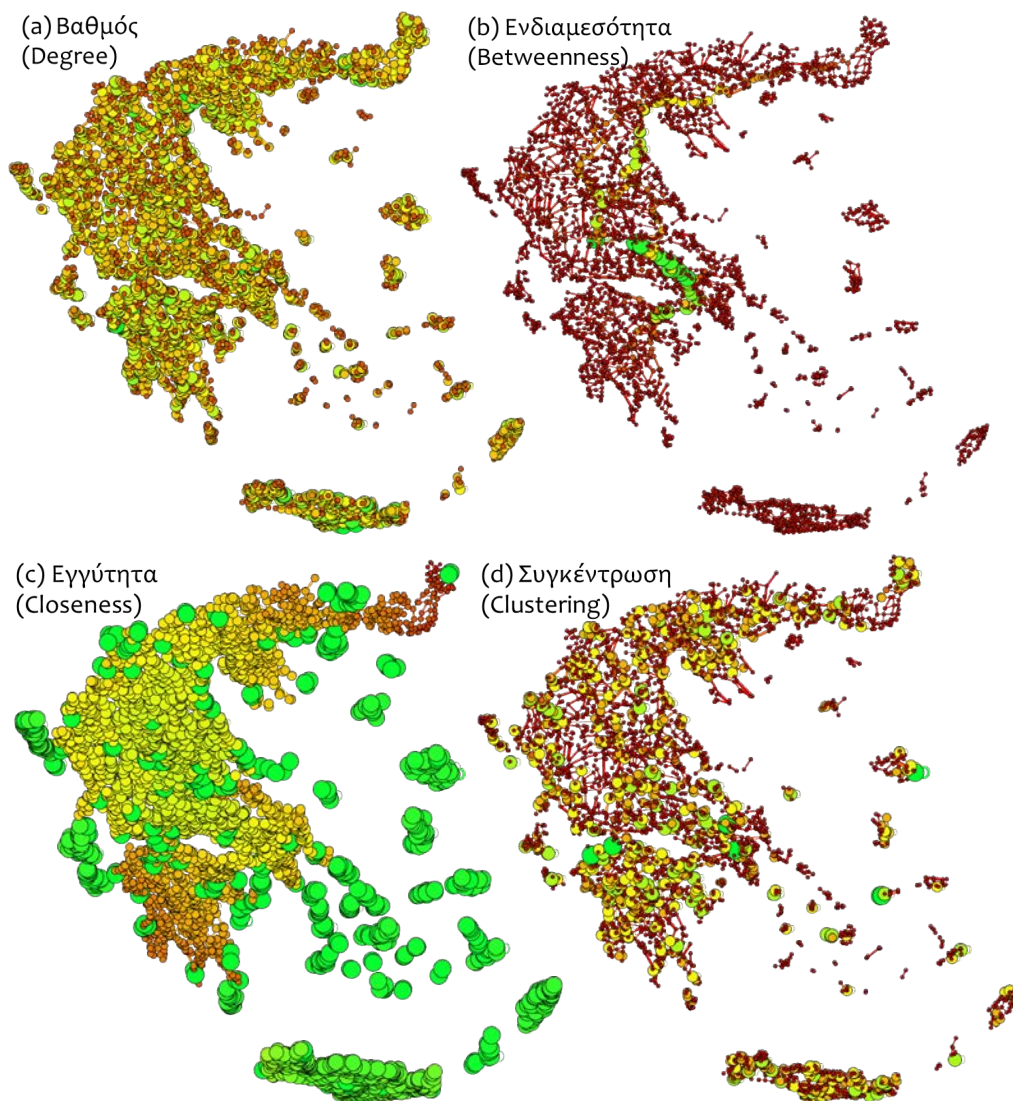 (a) Βαθμός
(Degree)
(b) Ενδιαμεσότητα
(Betweenness)
(c) Εγγύτητα
(Closeness)
(d) Συγκέντρωση
(Clustering)